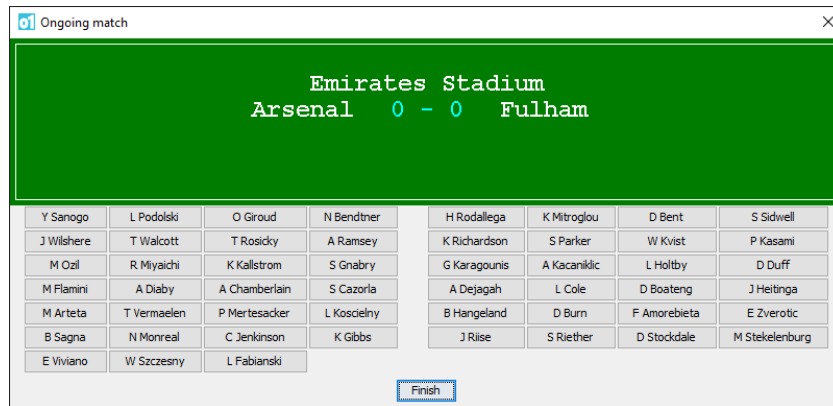 o1 Ongoing match
Emirates Stadium
Arsenal 0 - 0 Fulham
Y Sanogo L Podolski O Giroud N Bendtner H Rodallega K Mitroglou D Bent S Sidwell
J Wilshere T Walcott T Rosicky A Ramsey K Richardson S Parker W Kvist P Kasami
M Ozil R Miyaichi K Kallstrom S Gnabry G Karagounis A Kacaniklic L Holtby D Duff
M Flamini A Diaby A Chamberlain S Cazorla A Dejagah L Cole D Boateng J Heitinga
M Arteta T Vermaelen P Mertesacker L Koscielny B Hangeland D Burn F Amorebieta E Zverotic
B Sagna N Monreal C Jenkinson K Gibbs J Riise S Riether D Stockdale M Stekelenburg
E Viviano W Szczesny L Fabianski
Finish